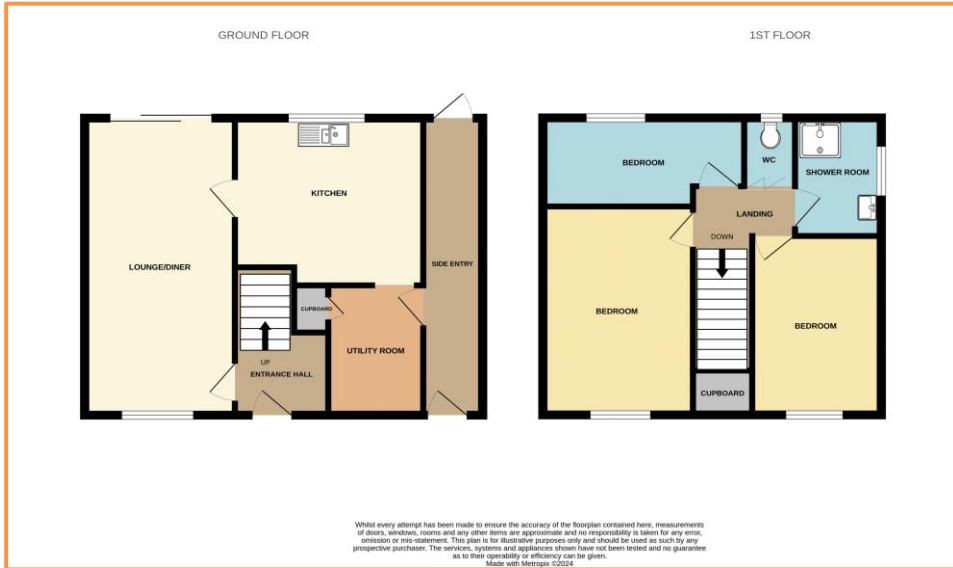 GROUND FLOOR
1ST FLOOR
LOUNGE/DINER
KITCHEN
SIDE ENTRY
CUPBOARD
UTILITY ROOM
UP
ENTRANCE HALL
BEDROOM
WC
SHOWER ROOM
LANDING
DOWN
BEDROOM
BEDROOM
CUPBOARD
Whilst every attempt has been made to ensure the accuracy of the floorplan contained here, measurements
of doors, windows, rooms and any other items are approximate and no responsibility is taken for any error,
omission or mis-statement. This plan is for illustrative purposes only and should be used as such by any
prospective purchaser. The services, systems and appliances shown have not been tested and no guarantee
as to their operability or efficiency can be given.
Made with Metropix ©2024